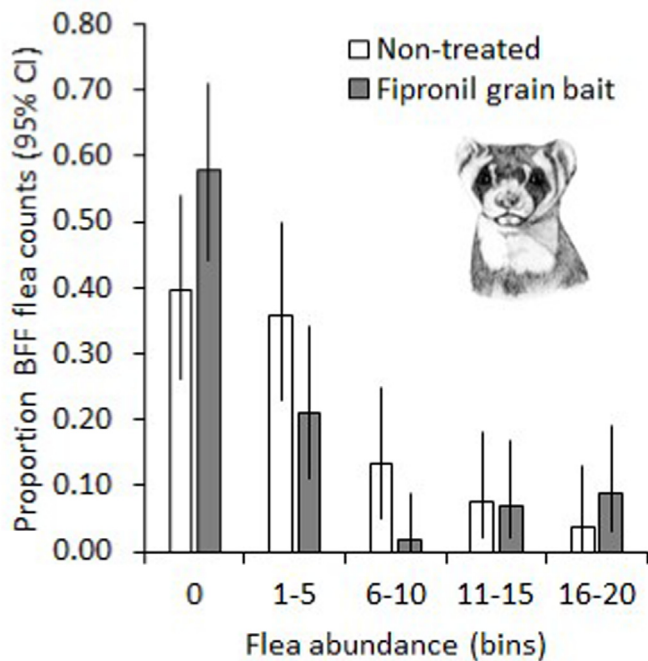 Proportion BFF flea counts (95% CI)
0.80
0.70
0.60
0.50
0.40
0.30
0.20
0.10
0.00
Non-treated
Fipronil grain bait
0 1-5 6-10 11-15 16-20
Flea abundance (bins)